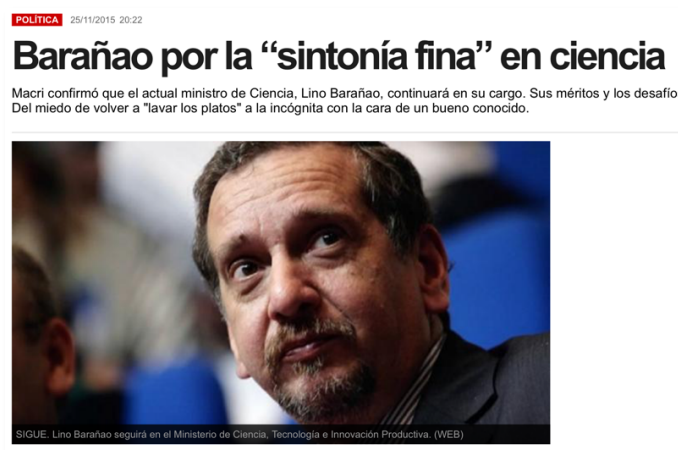 POLÍTICA 25/11/2015 20:22
Barañao por la “sintonía fina” en ciencia
Macri confirmó que el actual ministro de Ciencia, Lino Barañao, continuará en su cargo. Sus méritos y los desafío
Del miedo de volver a "lavar los platos" a la incógnita con la cara de un bueno conocido.
SIGUE. Lino Barañao seguirá en el Ministerio de Ciencia, Tecnología e Innovación Productiva. (WEB)